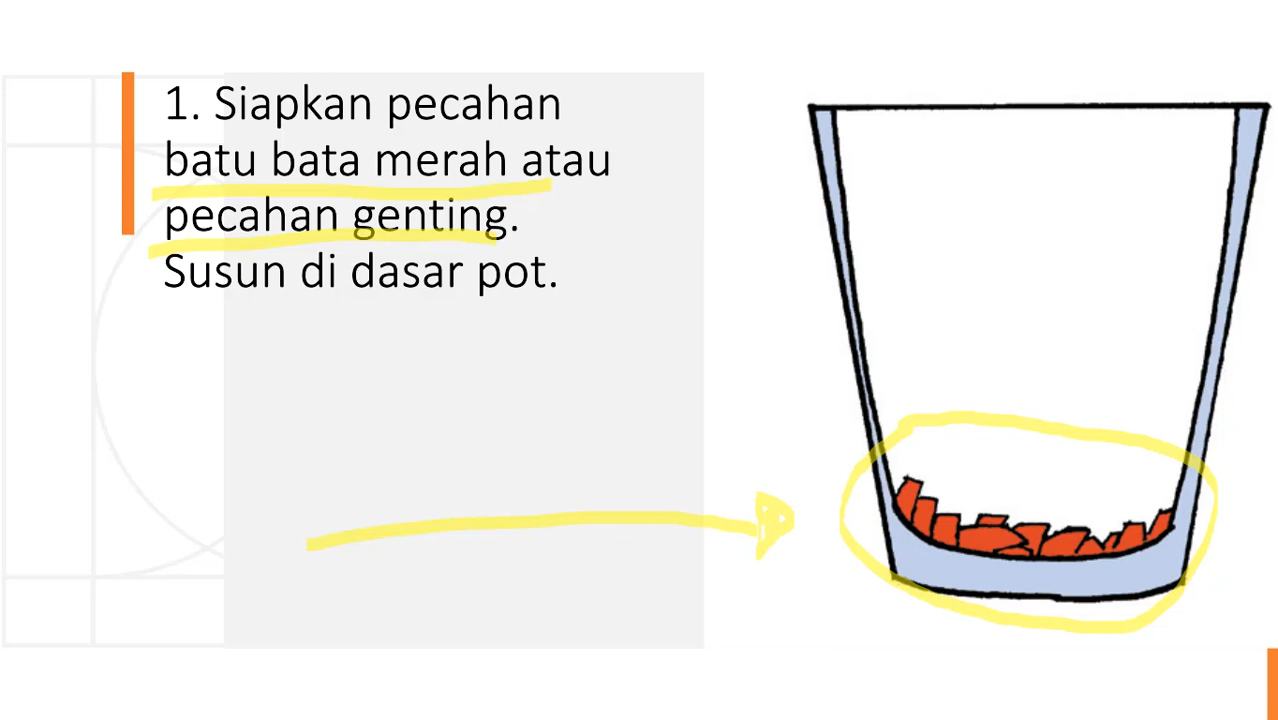 1. Siapkan pecahan
batu bata merah atau
pecahan genting.
Susun di dasar pot.